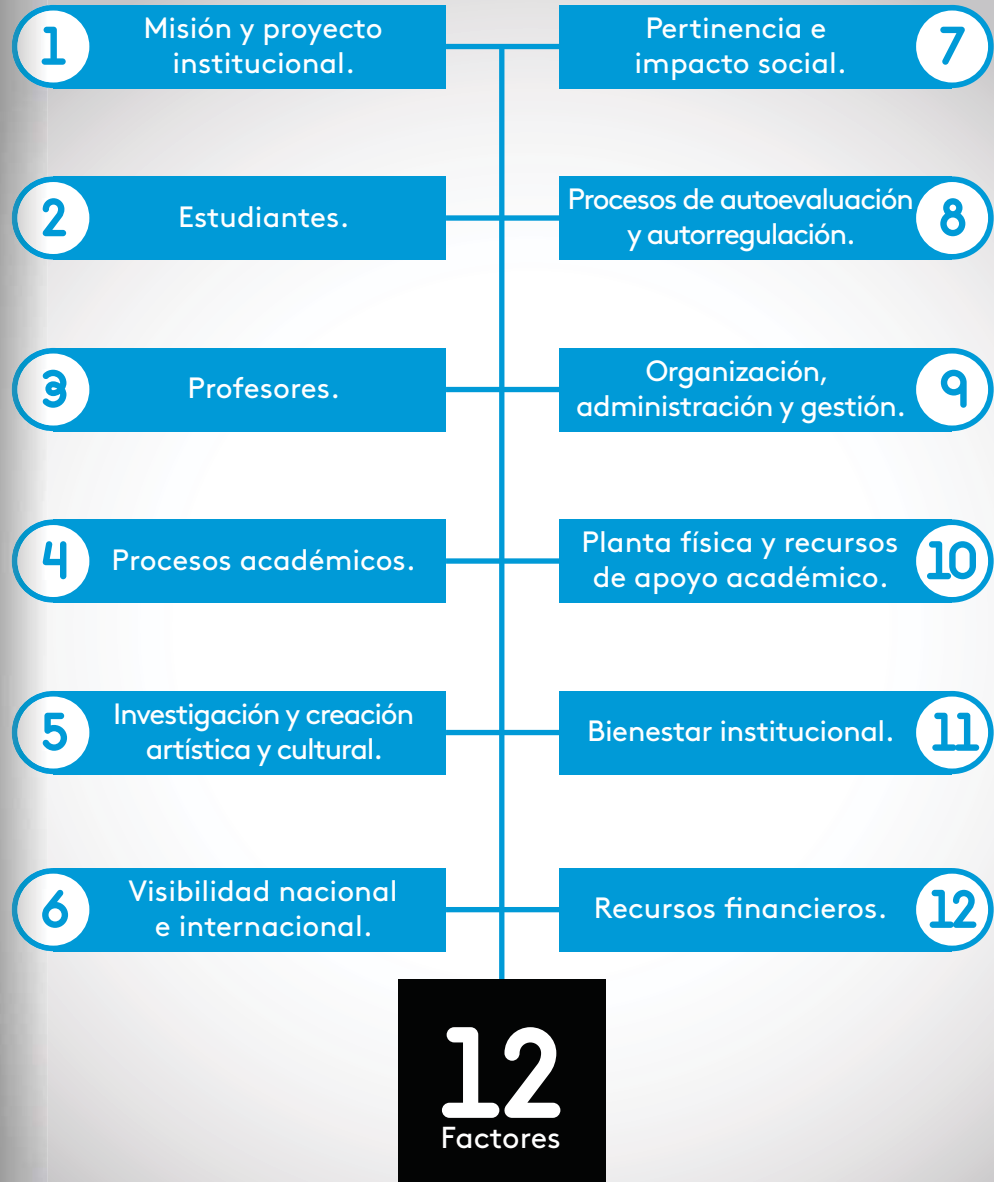 1
Misión y proyecto
institucional.
2
Estudiantes.
3
Profesores.
4
Procesos académicos.
5
Investigación y creación
artística y cultural.
6
Visibilidad nacional
e internacional.
Pertinencia e
impacto social.
7
Procesos de autoevaluación
y autorregulación.
8
Organización,
administración y gestión.
9
Planta física y recursos
de apoyo académico.
10
Bienestar institucional.
11
Recursos financieros.
12
12
Factores